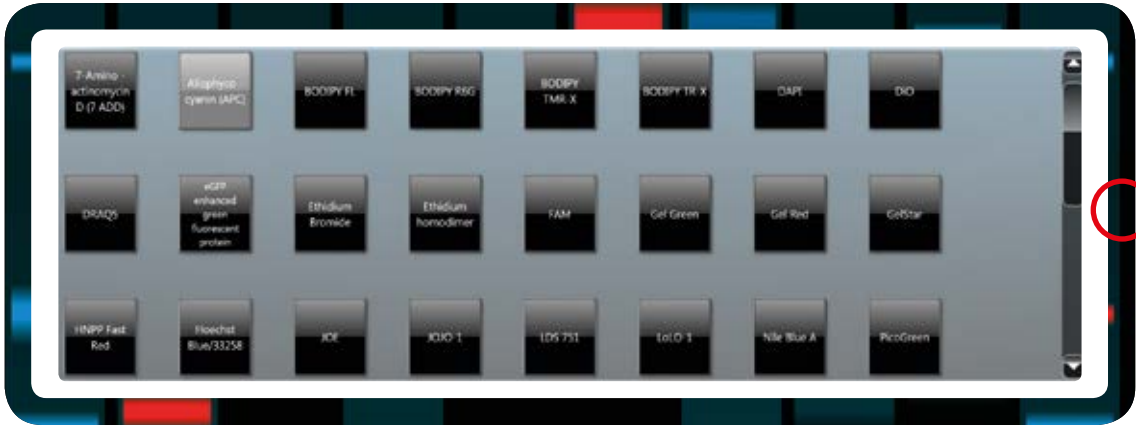 7-Amino -
actinomycin
D (7 ADD)
Allophyco
cyanin (APC)
BODIPY FL
BODIPY R6G
BODIPY
TMR X
BODIPY TR X
DAPI
DiO
DRAQ5
eGFP
enhanced
green
fluorescent
protein
Ethidium
Bromide
Ethidium
homodimer
FAM
Gel Green
Gel Red
GelStar
HNPP Fast
Red
Hoechst
Blue/33258
JOE
JOJO-1
LDS 751
LoLO-1
Nile Blue A
PicoGreen